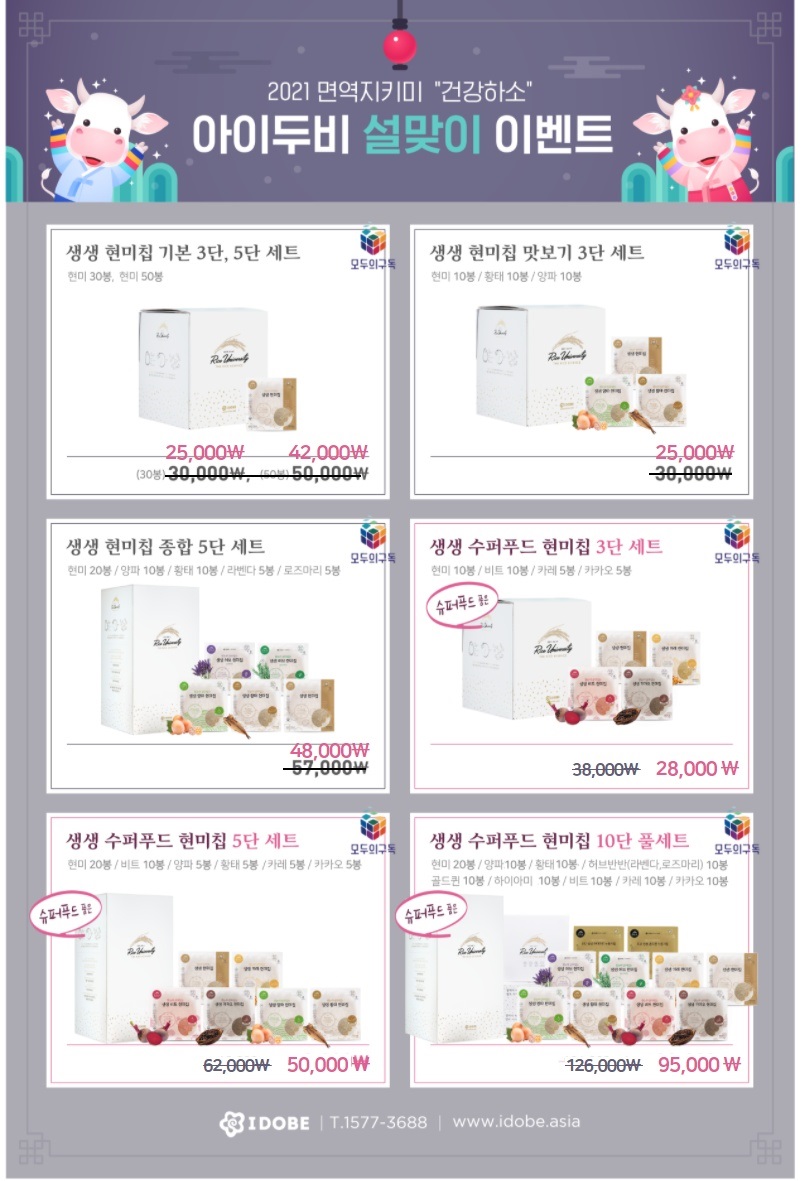 2021 면역지키미 "건강하소"
아이두비 설맞이 이벤트
생생 현미칩 기본 3단, 5단 세트
모두의구독
현미 30봉, 현미 50봉
Rice University
25,000₩ 42,000₩
(30봉) 30,000₩, (50봉) 50,000₩
생생 현미칩 맛보기 3단 세트
모두의구독
현미 10봉 / 황태 10봉 / 양파 10봉
Rice University
25,000₩
30,000₩
생생 현미칩 종합 5단 세트
모두의구독
현미 20봉 / 양파 10봉 / 황태 10봉 / 라벤다 5봉 / 로즈마리 5봉
Rice University
48,000₩
57,000₩
생생 수퍼푸드 현미칩 3단 세트
모두의구독
현미 10봉 / 비트 10봉 / 카레 5봉 / 카카오 5봉
슈퍼푸드 품은
Rice University
38,000₩ 28,000 ₩
생생 수퍼푸드 현미칩 5단 세트
모두의구독
현미 20봉 / 비트 10봉 / 양파 5봉 / 황태 5봉 / 카레 5봉 / 카카오 5봉
슈퍼푸드 품은
Rice University
62,000₩ 50,000 ₩
생생 수퍼푸드 현미칩 10단 풀세트
모두의구독
현미 20봉 / 양파10봉 / 황태10봉 / 허브반반(라벤다,로즈마리) 10봉
골드퀸 10봉 / 하이아미 10봉 / 비트10봉 / 카레 10봉 / 카카오 10봉
슈퍼푸드 품은
Rice University
126,000₩ 95,000 ₩
IDOBE | T.1577-3688 | www.idobe.asia